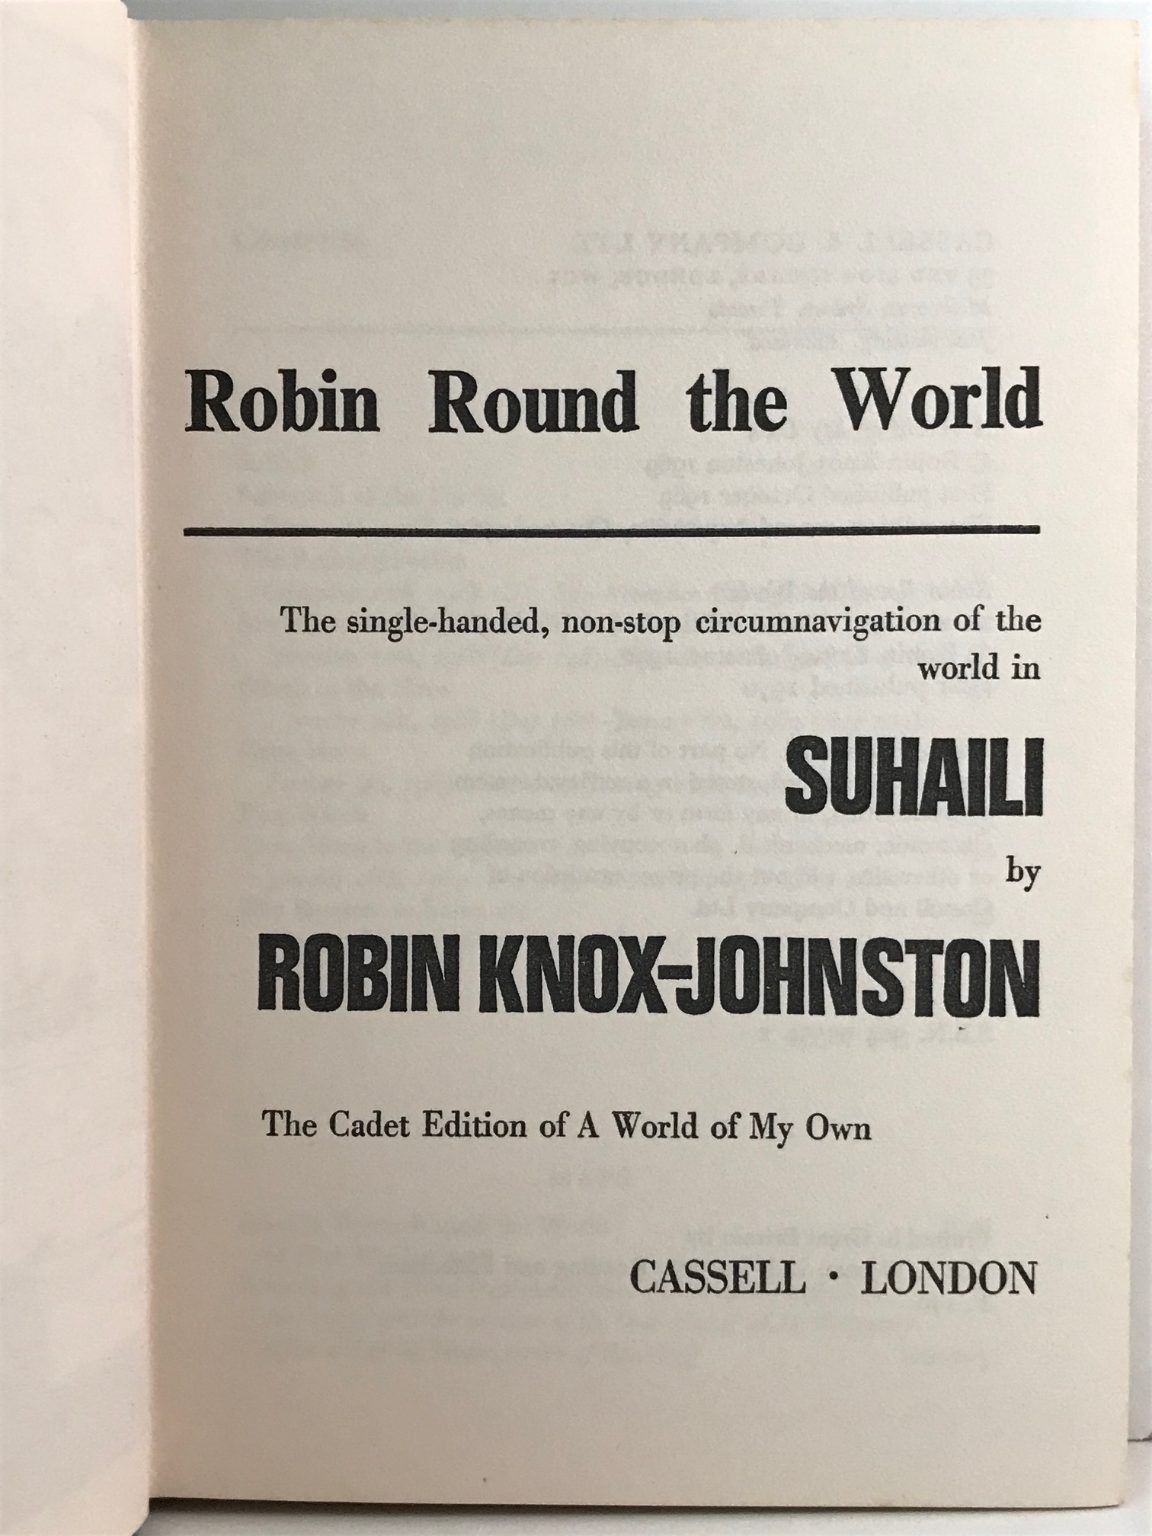 Robin Round the World
The single-handed, non-stop circumnavigation of the
world in
SUHAILI
by
ROBIN KNOX-JOHNSTON
The Cadet Edition of A World of My Own
CASSELL · LONDON